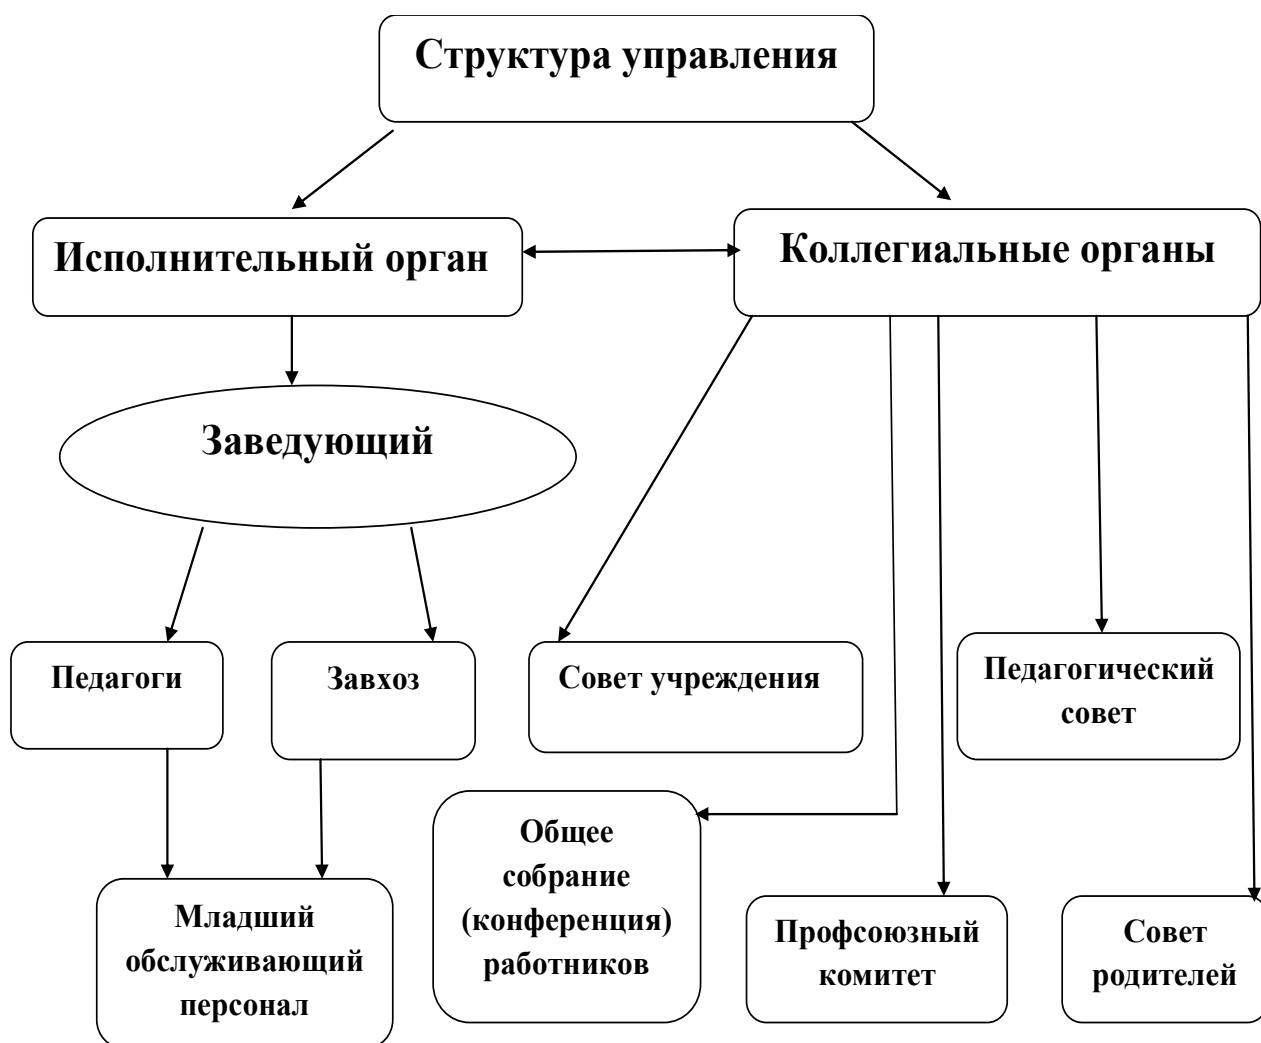 Структура управления
Исполнительный орган
Коллегиальные органы
Заведующий
Педагоги
Завхоз
Совет учреждения
Педагогический
совет
Общее
собрание
(конференция)
работников
Младший
обслуживающий
персонал
Профсоюзный
комитет
Совет
родителей